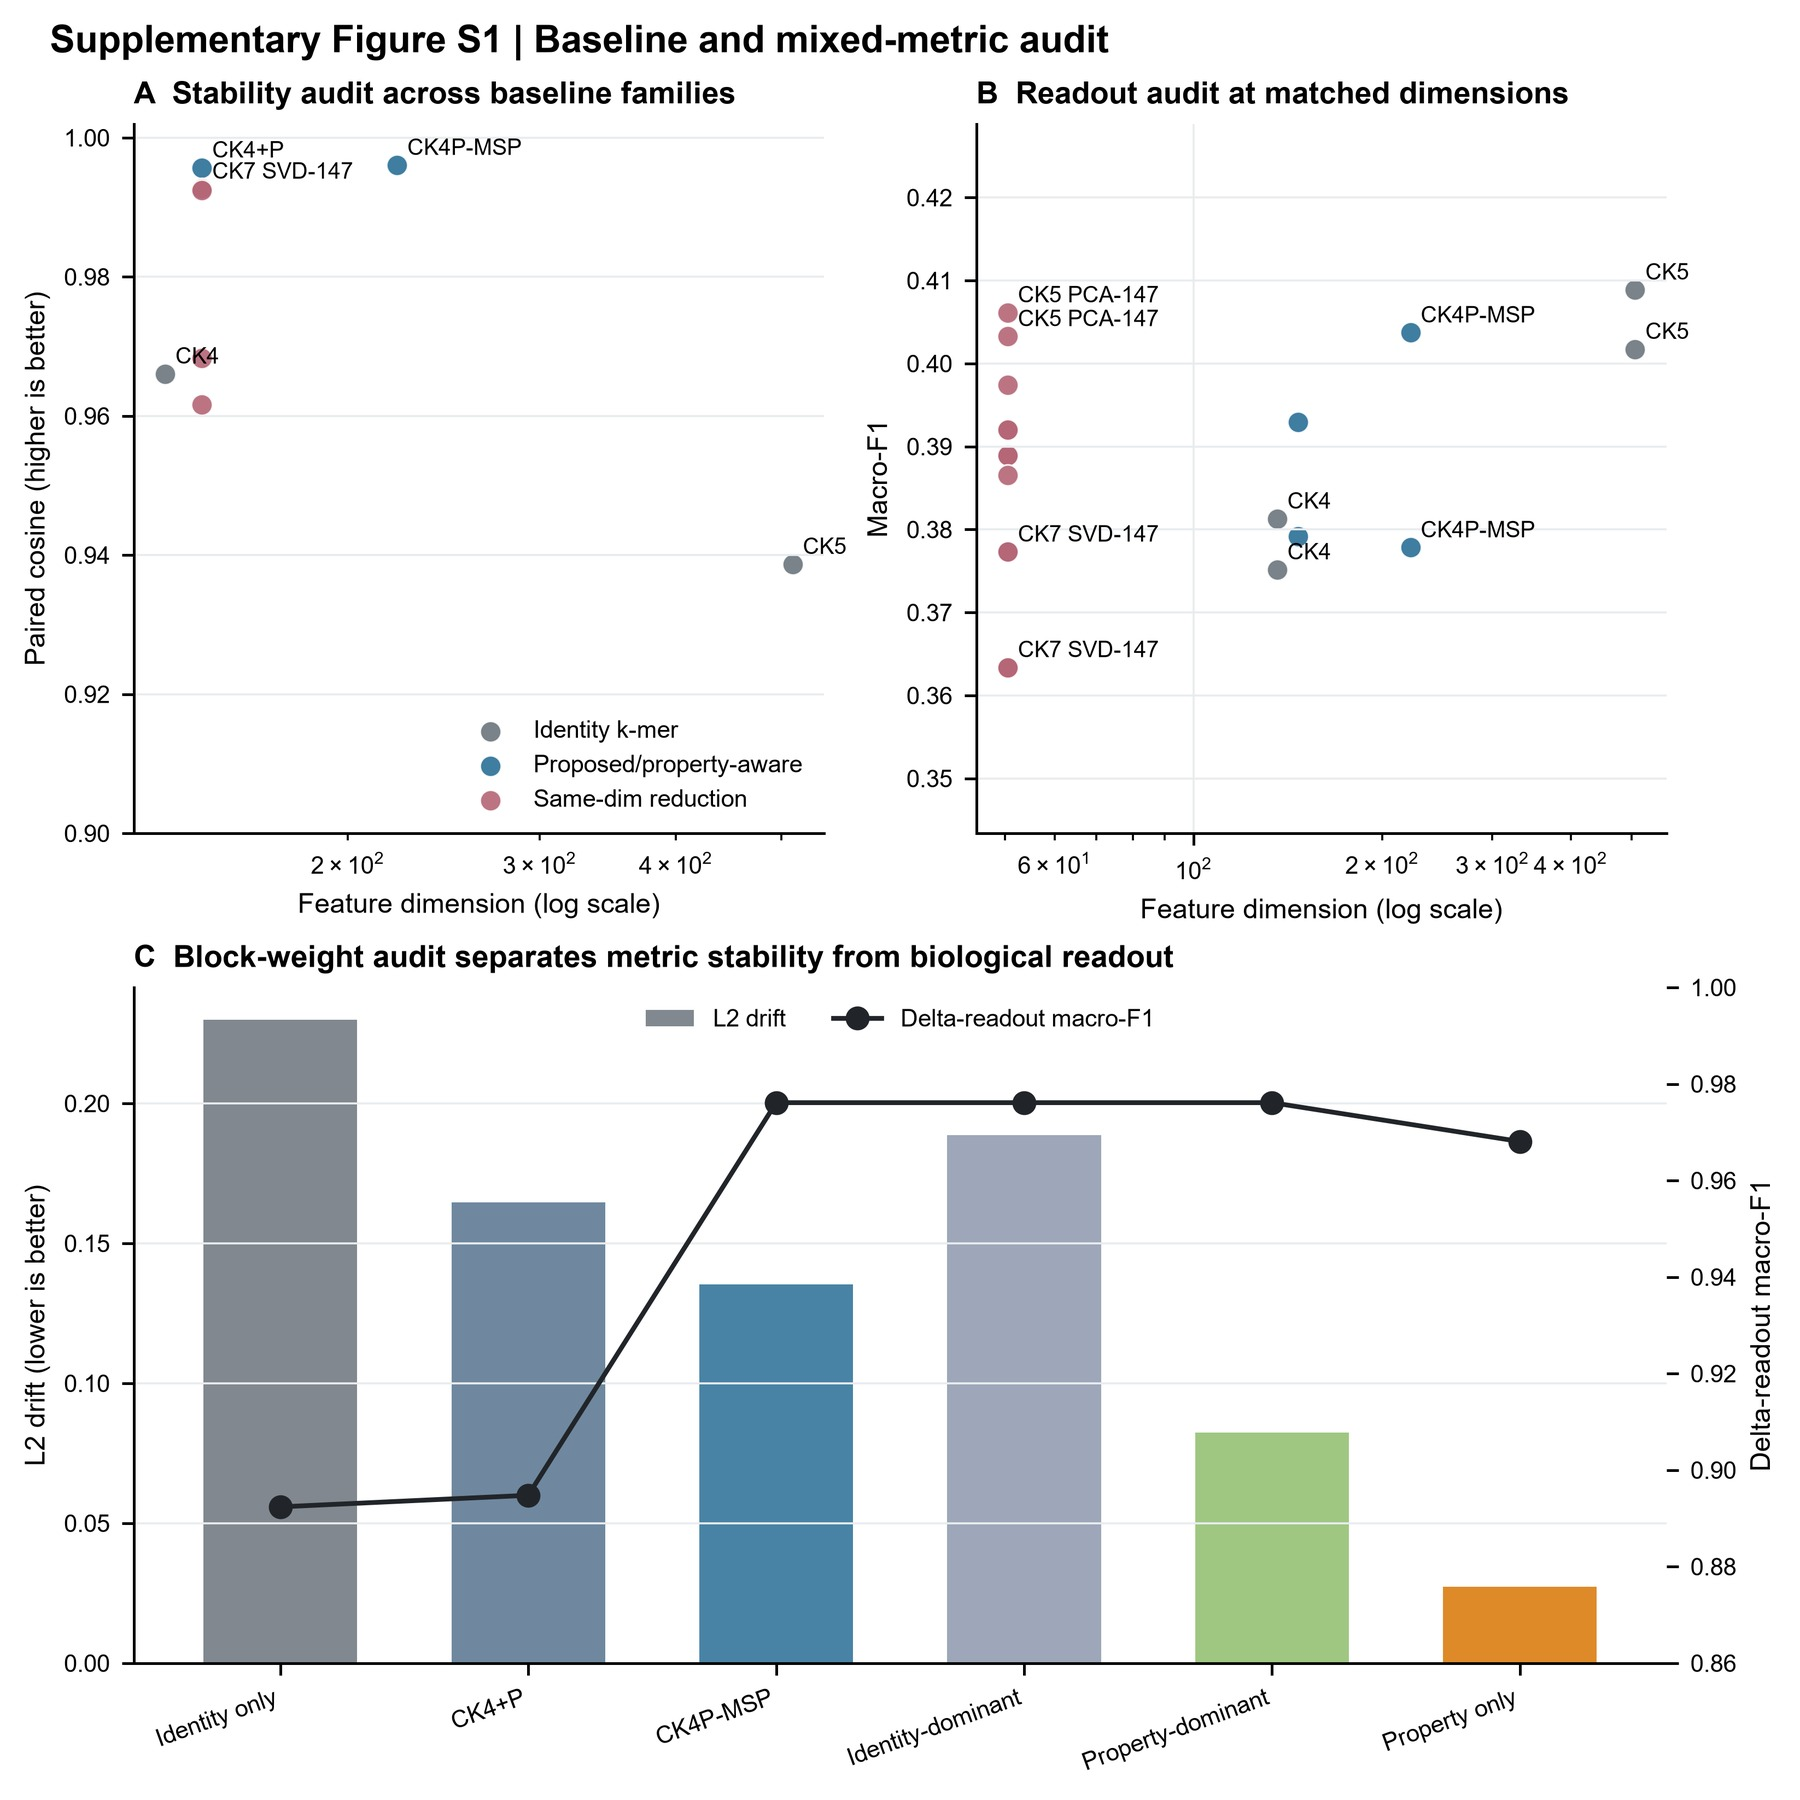 Supplementary Figure S1 | Baseline and mixed-metric audit
A Stability audit across baseline families
Paired cosine (higher is better)
1.00
0.98
0.96
0.94
0.92
0.90
CK4+P
CK7 SVD-147
CK4P-MSP
CK4
CK5
Identity k-mer
Proposed/property-aware
Same-dim reduction
2 × 10²
3 × 10²
4 × 10²
Feature dimension (log scale)
B Readout audit at matched dimensions
Macro-F1
0.42
0.41
0.40
0.39
0.38
0.37
0.36
0.35
CK5
CK5 PCA-147
CK4P-MSP
CK5 PCA-147
CK5
CK4
CK7 SVD-147
CK4P-MSP
CK4
CK7 SVD-147
6 × 10¹
10²
2 × 10²
3 × 10²
4 × 10²
Feature dimension (log scale)
C Block-weight audit separates metric stability from biological readout
L2 drift
Delta-readout macro-F1
L2 drift (lower is better)
0.20
0.15
0.10
0.05
0.00
1.00
0.98
0.96
0.94
0.92
0.90
0.88
0.86
Delta-readout macro-F1
Identity only
CK4+P
CK4P-MSP
Identity-dominant
Property-dominant
Property only